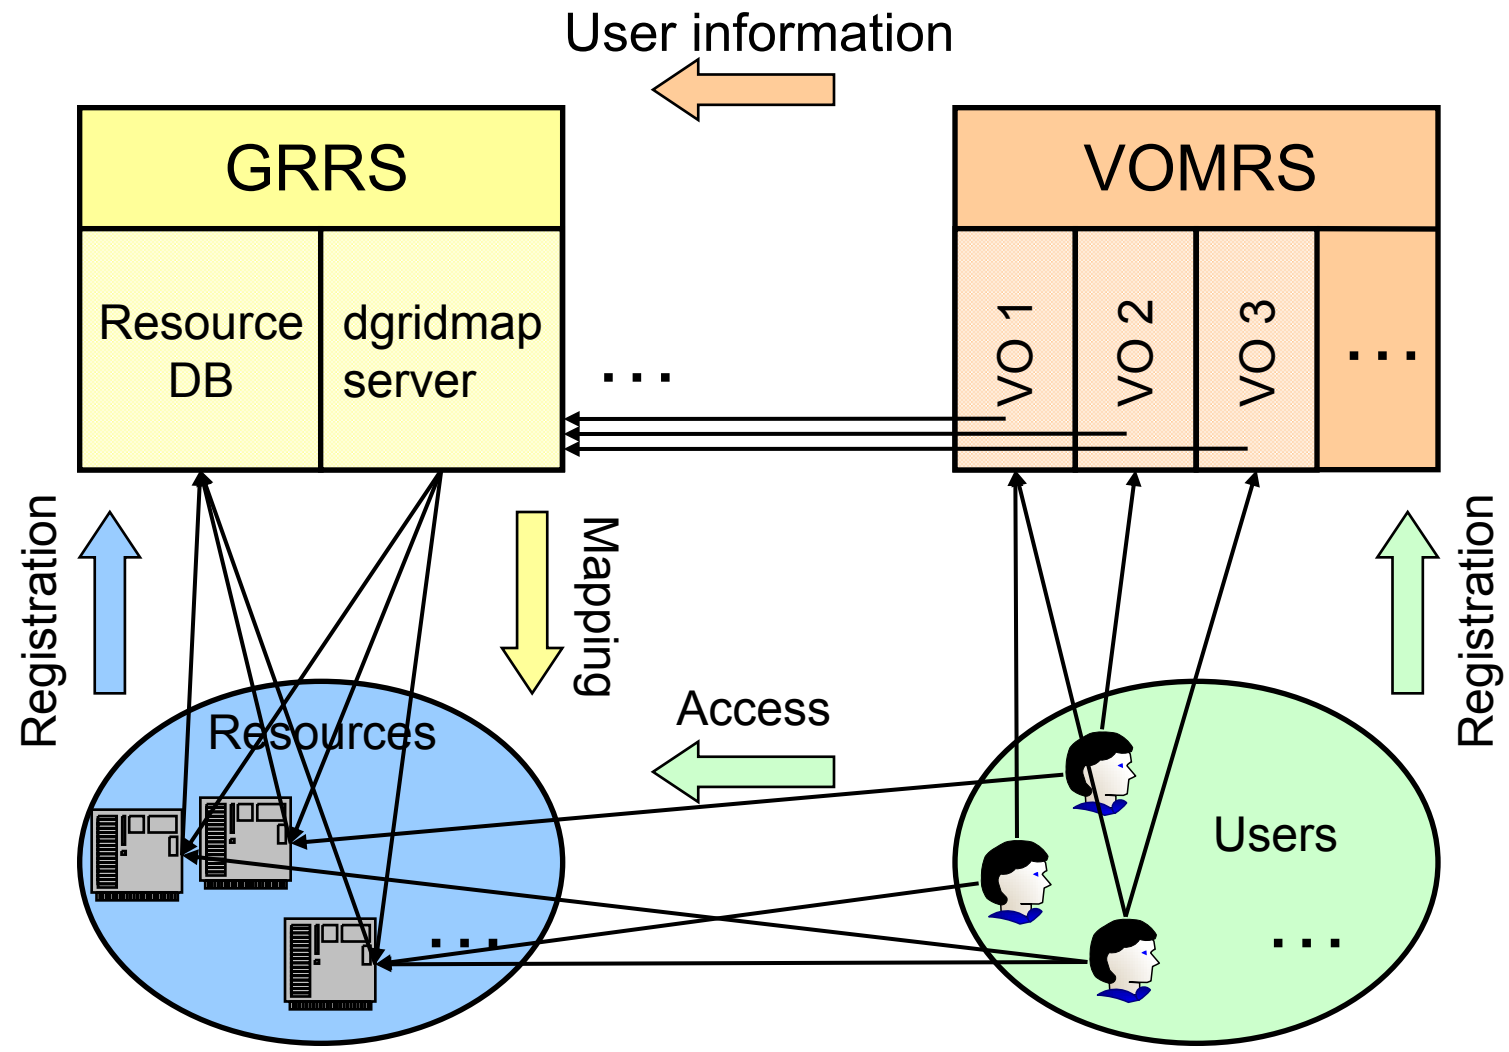 User information
GRRS
VOMRS
Resource
DB
dgridmap
server
...
VO 1
VO 2
VO 3
...
Registration
Mapping
Registration
Resources
Access
Users
...
...